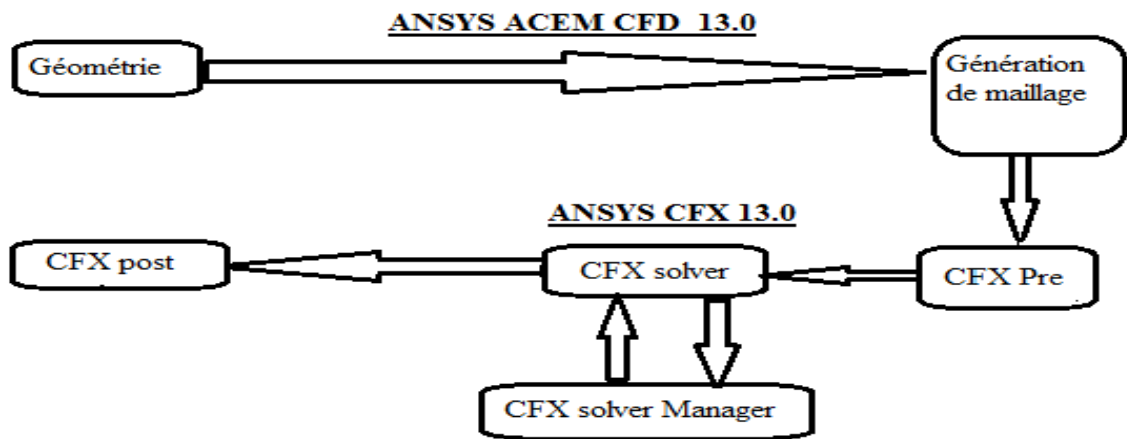 ANSYS ACEM CFD 13.0
Géométrie
Génération
de maillage
ANSYS CFX 13.0
CFX post
CFX solver
CFX Pre
CFX solver Manager